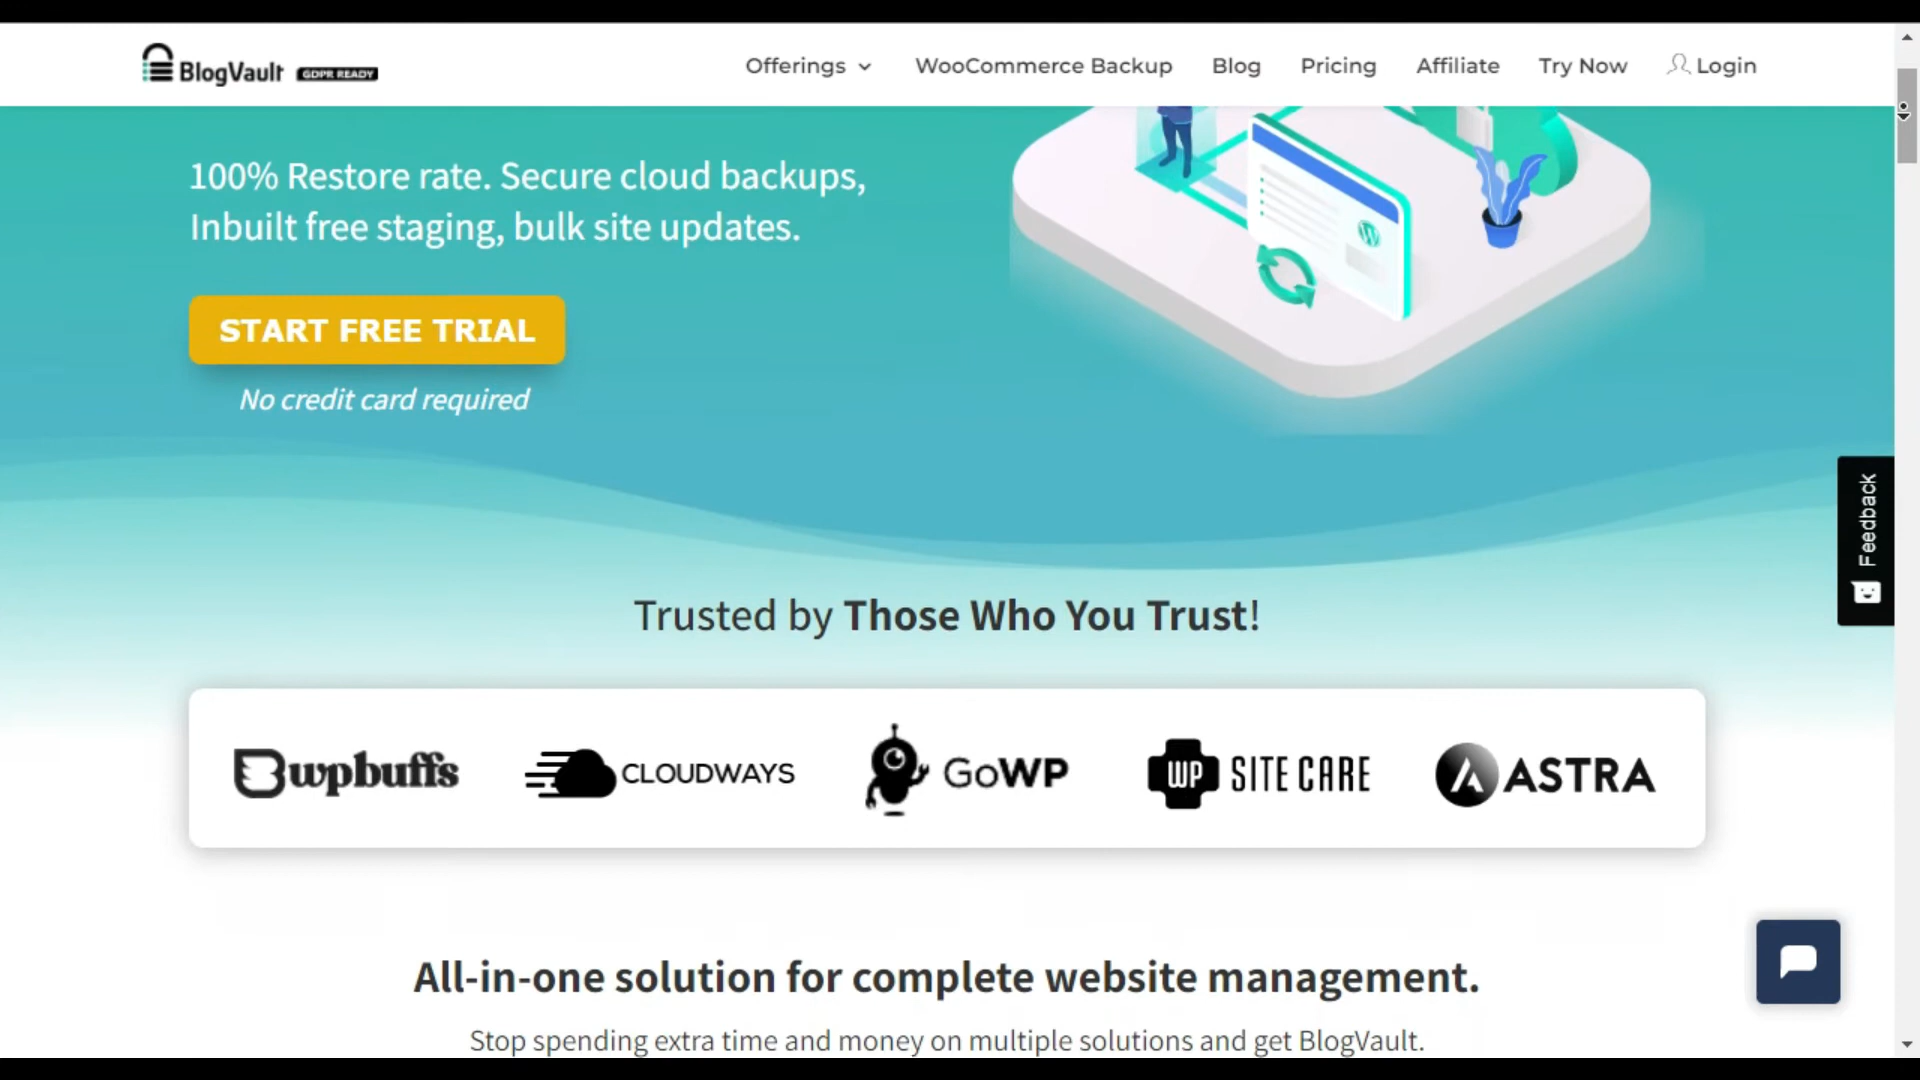 BlogVault GDPR READY
Offerings WooCommerce Backup Blog Pricing Affiliate Try Now Login
100% Restore rate. Secure cloud backups,
Inbuilt free staging, bulk site updates.
START FREE TRIAL
No credit card required
Feedback
Trusted by Those Who You Trust!
wpbuffs CLOUDWAYS GoWP WP SITE CARE ASTRA
All-in-one solution for complete website management.
Stop spending extra time and money on multiple solutions and get BlogVault.